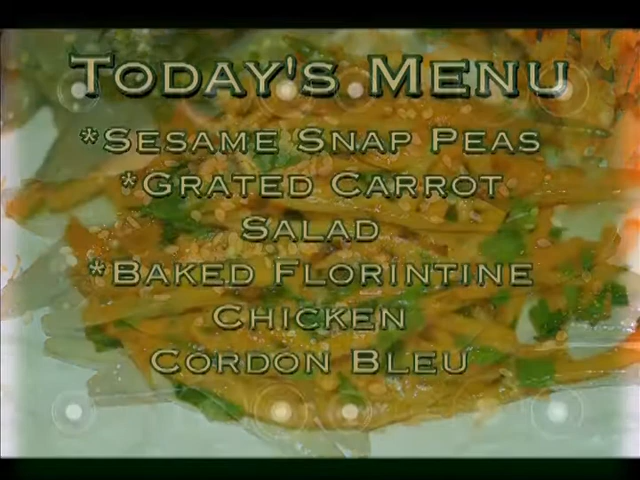 Today's Menu
*Sesame Snap Peas
*Grated Carrot
Salad
*Baked Florintine
Chicken
Cordon Bleu